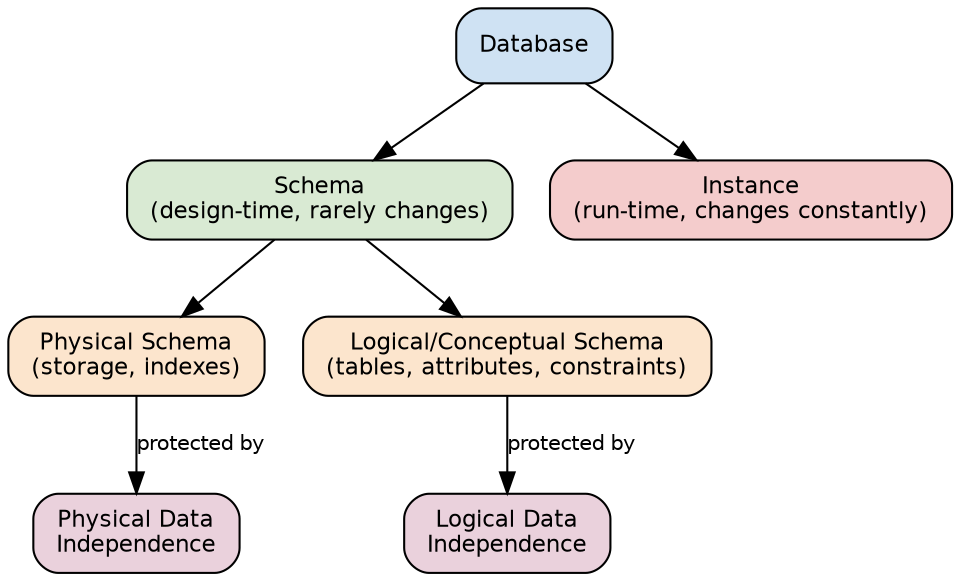 Database
Schema
(design-time, rarely changes)
Instance
(run-time, changes constantly)
Physical Schema
(storage, indexes)
Logical/Conceptual Schema
(tables, attributes, constraints)
protected by
protected by
Physical Data
Independence
Logical Data
Independence